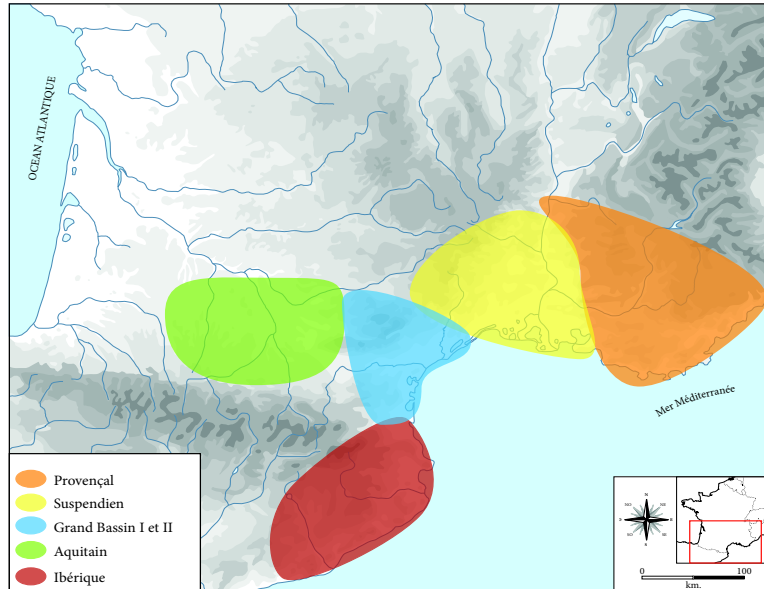 OCEAN ATLANTIQUE
Mer Méditerranée
Provençal
Suspendien
Grand Bassin I et II
Aquitain
Ibérique
N
S
0 100
km.